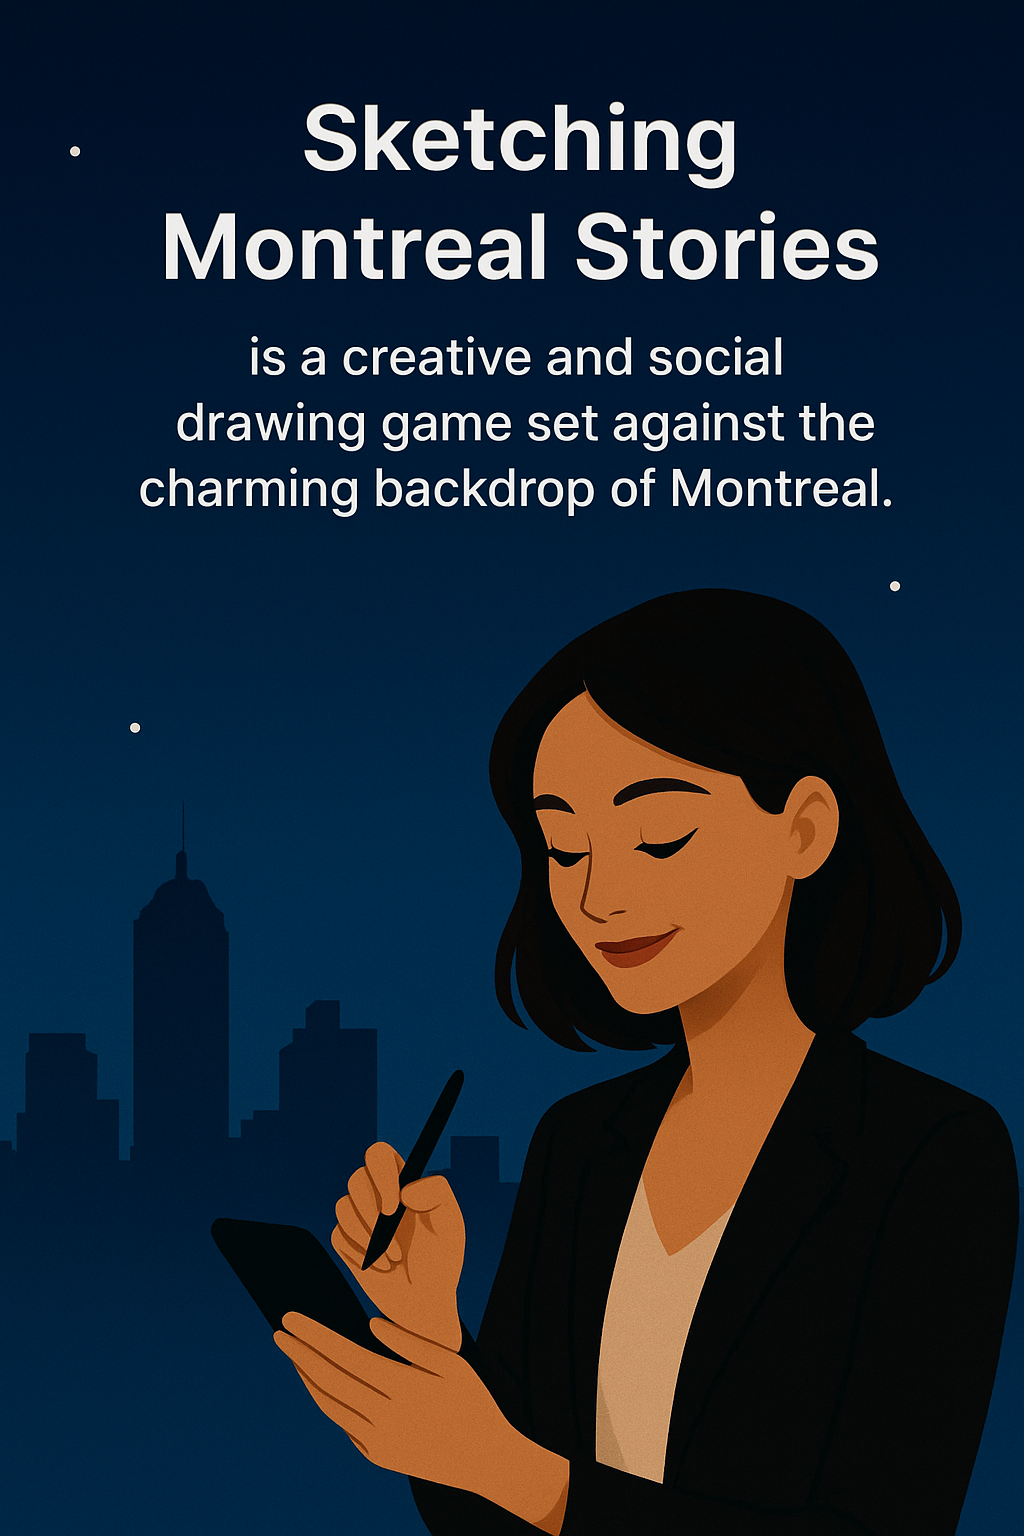 Sketching
Montreal Stories
is a creative and social
drawing game set against the
charming backdrop of Montreal.